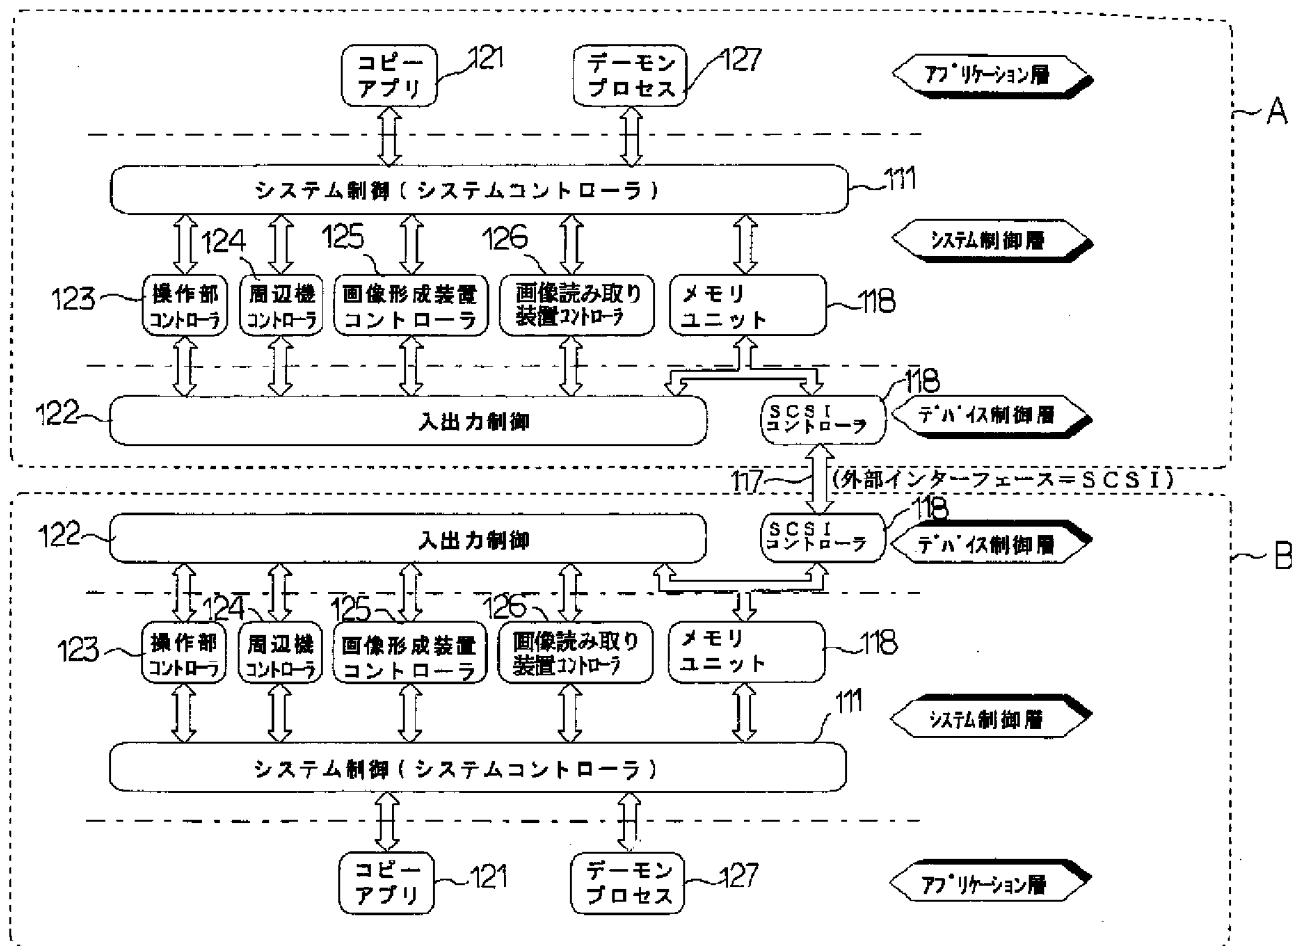 コピー
アプリ
121
デーモン
プロセス
127
アプリケーション層
A
システム制御(システムコントローラ)
111
システム制御層
124
125
126
123
操作部
コントローラ
周辺機
コントローラ
画像形成装置
コントローラ
画像読み取り
装置コントローラ
メモリ
ユニット
118
122
入出力制御
SCSI
コントローラ
118
デバイス制御層
117
(外部インターフェース=SCSI)
122
入出力制御
SCSI
コントローラ
118
デバイス制御層
B
124
125
126
123
操作部
コントローラ
周辺機
コントローラ
画像形成装置
コントローラ
画像読み取り
装置コントローラ
メモリ
ユニット
118
111
システム制御層
システム制御(システムコントローラ)
コピー
アプリ
121
デーモン
プロセス
127
アプリケーション層